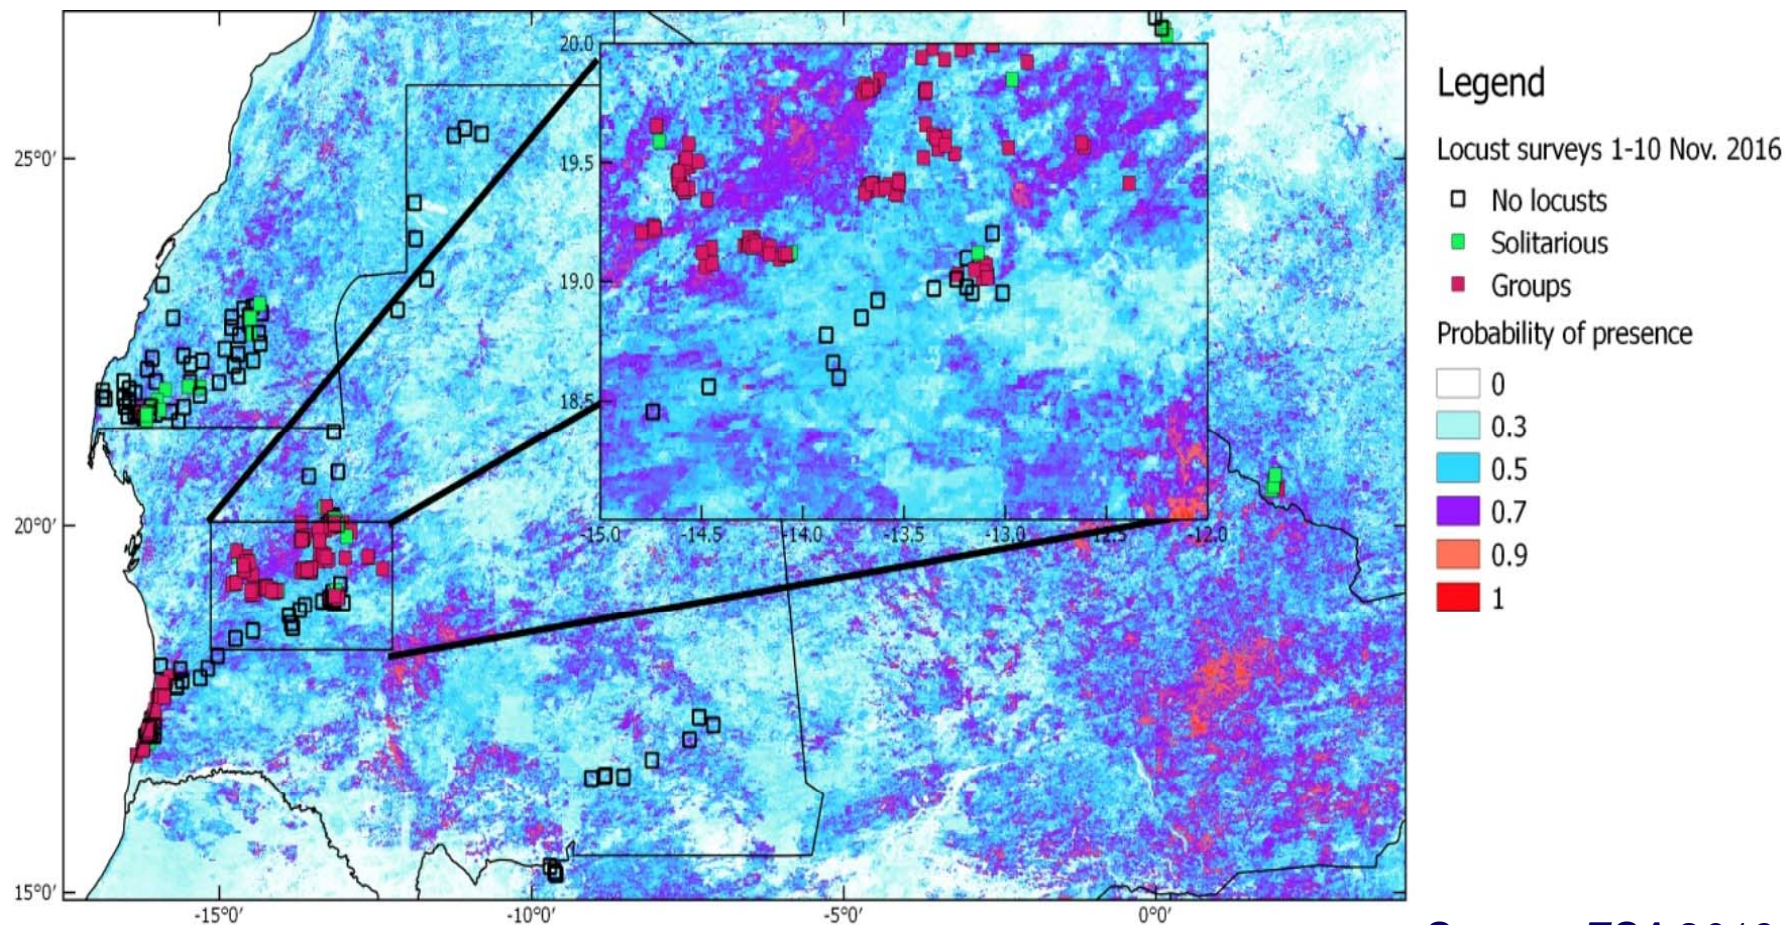 Legend
Locust surveys 1-10 Nov. 2016
No locusts
Solitarious
Groups
Probability of presence
0
0.3
0.5
0.7
0.9
1
25°0′
20°0′
15°0′
-15°0′ -10°0′ -5°0′ 0°0′
20.0
19.5
19.0
18.5
-15.0 -14.5 -14.0 -13.5 -13.0 12.5 -12.0